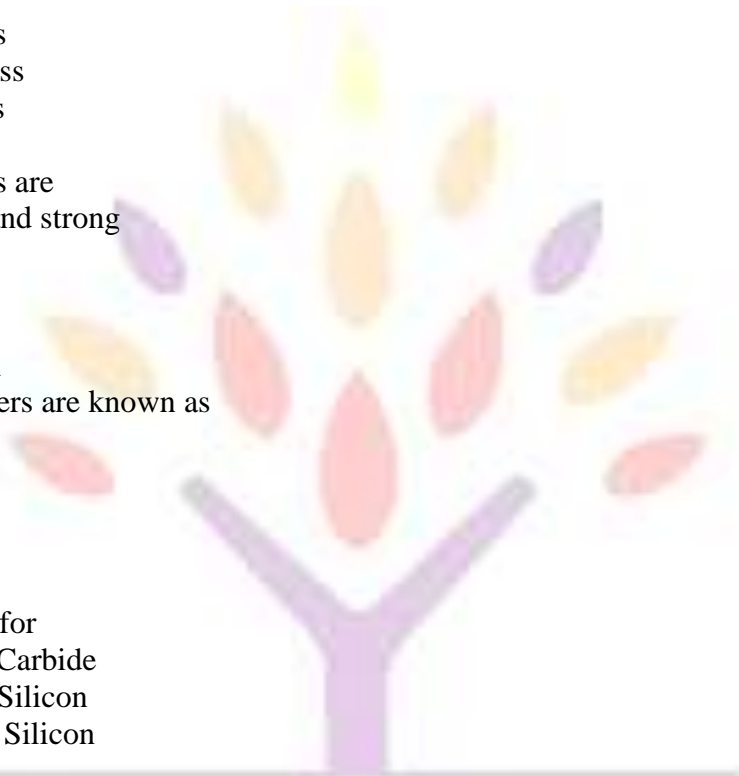 s
ss
s
s are
nd strong
ers are known as
for
Carbide
Silicon
Silicon